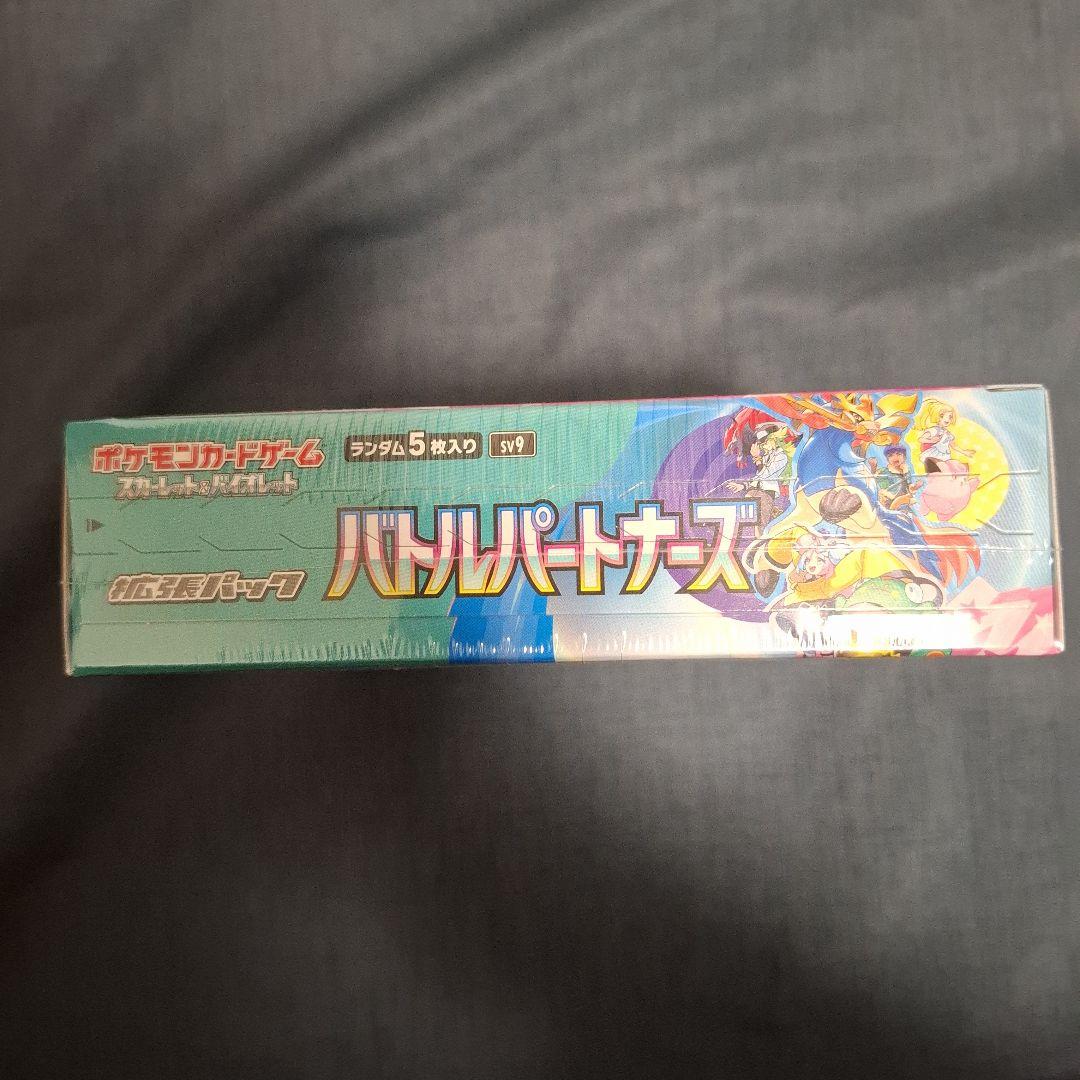 ポケモンカードゲーム
スカーレット&バイオレット
ランダム5枚入り
SV9
拡張パック
バトルパートナーズ